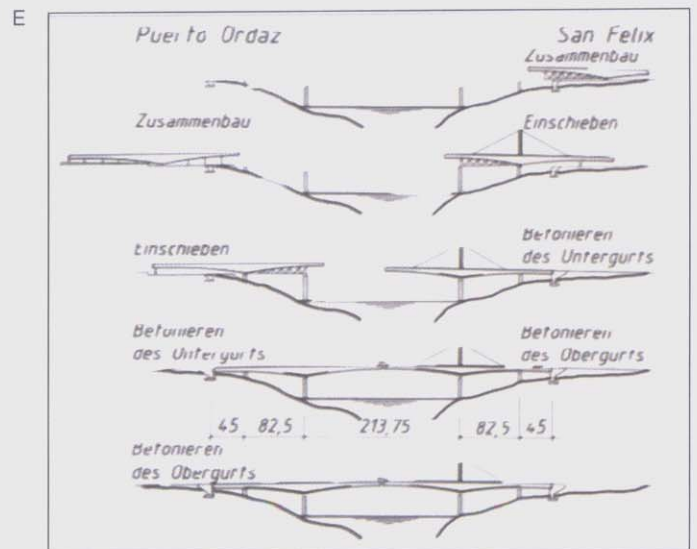 E
Puerto Ordaz
San Felix
Zusammenbau
Zusammenbau
Einschieben
Einschieben
Betonieren
des Untergurts
Betonieren
des Untergurts
Betonieren
des Obergurts
45 82,5 213,75 82,5 45
Betonieren
des Obergurts